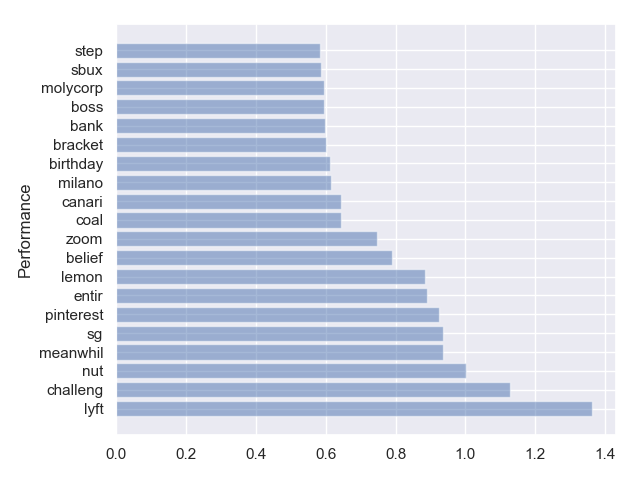 step
sbux
molycorp
boss
bank
bracket
birthday
milano
canari
coal
zoom
belief
lemon
entir
pinterest
sg
meanwhil
nut
challeng
lyft
Performance
0.0 0.2 0.4 0.6 0.8 1.0 1.2 1.4